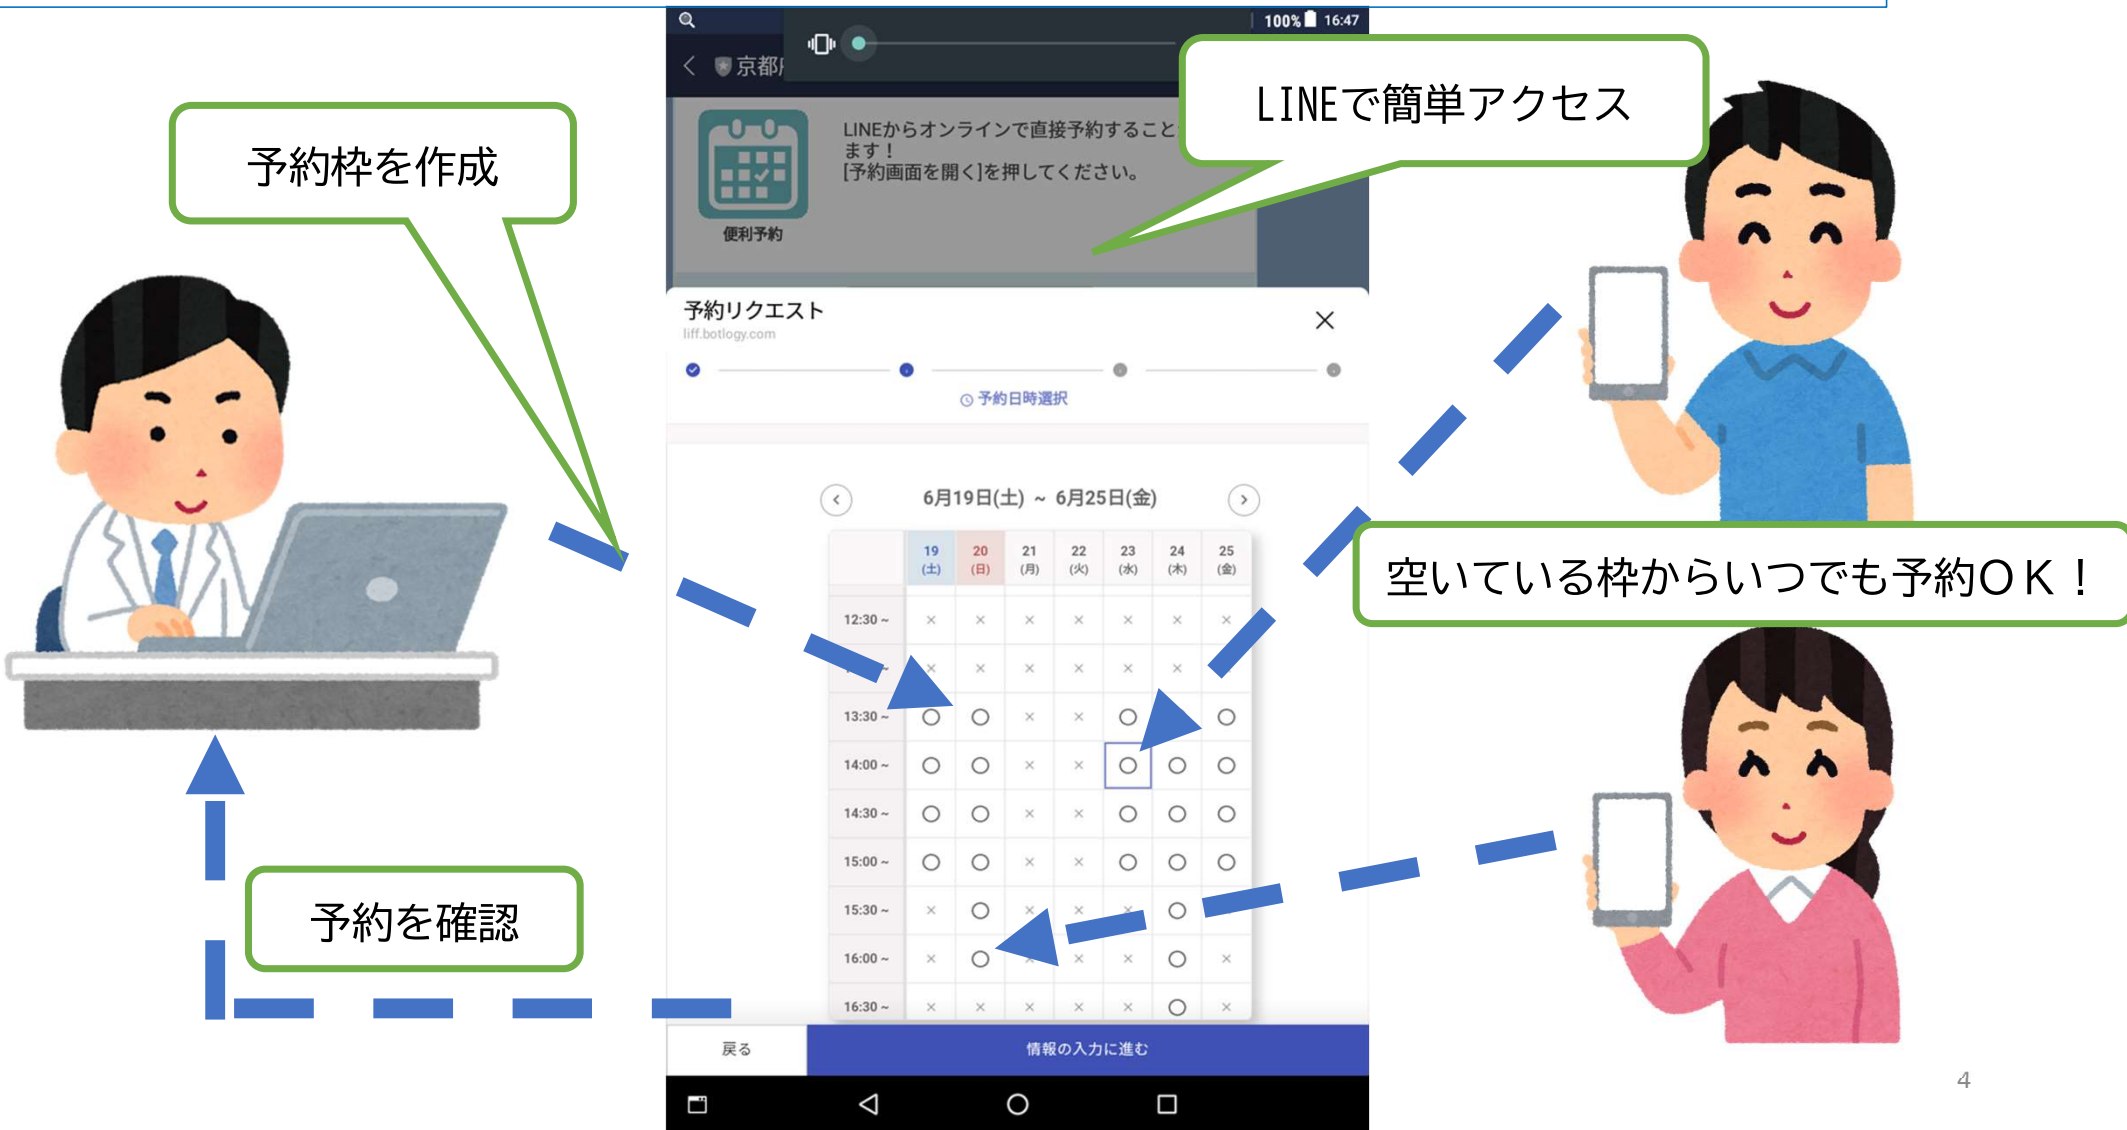 100% 16:47
京都
LINEで簡単アクセス
予約枠を作成
LINEからオンラインで直接予約すること
ます！
[予約画面を開く]を押してください。
便利予約
予約リクエスト
liff.botlogy.com
予約日時選択
6月19日(土) ~ 6月25日(金)
19 20 21 22 23 24 25
(土) (日) (月) (火) (水) (木) (金)
空いている枠からいつでも予約ＯＫ！
12:30 ~ × × × × × × ×
~ × × × × × ×
13:30 ~ ○ ○ × × ○ ○
14:00 ~ ○ ○ × × ○ ○ ○
14:30 ~ ○ ○ × × ○ ○ ○
15:00 ~ ○ ○ × × ○ ○ ○
15:30 ~ × ○ × × × ○
16:00 ~ × ○ × × × ○ ×
16:30 ~ × × × × × ○ ×
予約を確認
戻る 情報の入力に進む
4